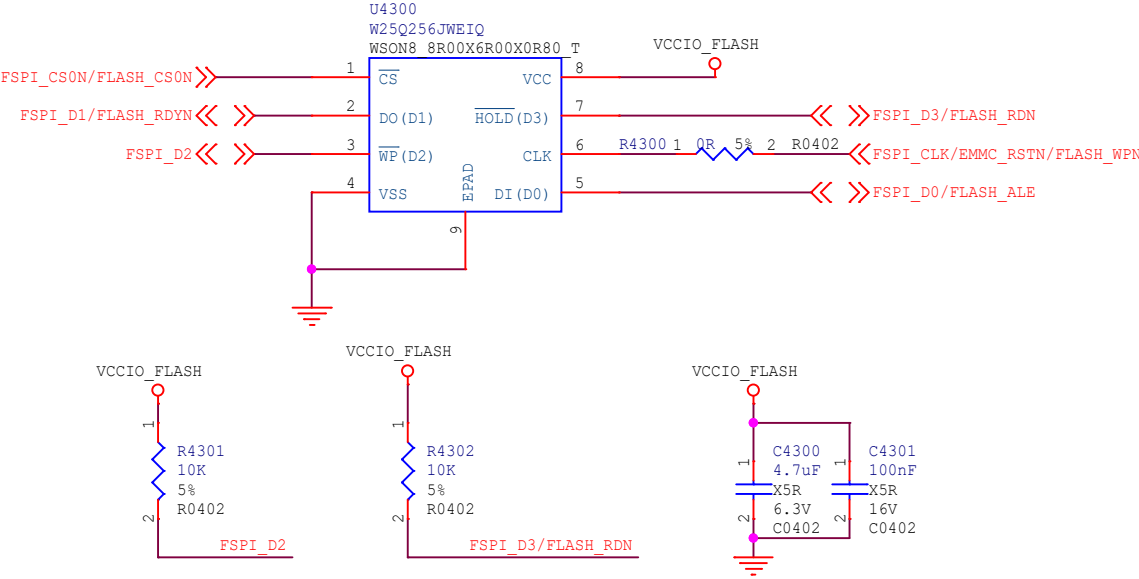 U4300
W25Q256JWEIQ
WSON8_8R00X6R00X0R80_T
VCCIO_FLASH
FSPI_CS0N/FLASH_CS0N
1
CS
VCC
8
FSPI_D1/FLASH_RDYN
2
DO(D1)
HOLD(D3)
7
FSPI_D3/FLASH_RDN
FSPI_D2
3
WP(D2)
CLK
6
R4300
1
0R
5%
2
R0402
FSPI_CLK/EMMC_RSTN/FLASH_WPN
4
VSS
EPAD
DI(D0)
5
FSPI_D0/FLASH_ALE
9
VCCIO_FLASH
1
R4301
10K
5%
R0402
2
FSPI_D2
VCCIO_FLASH
1
R4302
10K
5%
R0402
2
FSPI_D3/FLASH_RDN
VCCIO_FLASH
1
C4300
4.7uF
X5R
6.3V
C0402
2
1
C4301
100nF
X5R
16V
C0402
2